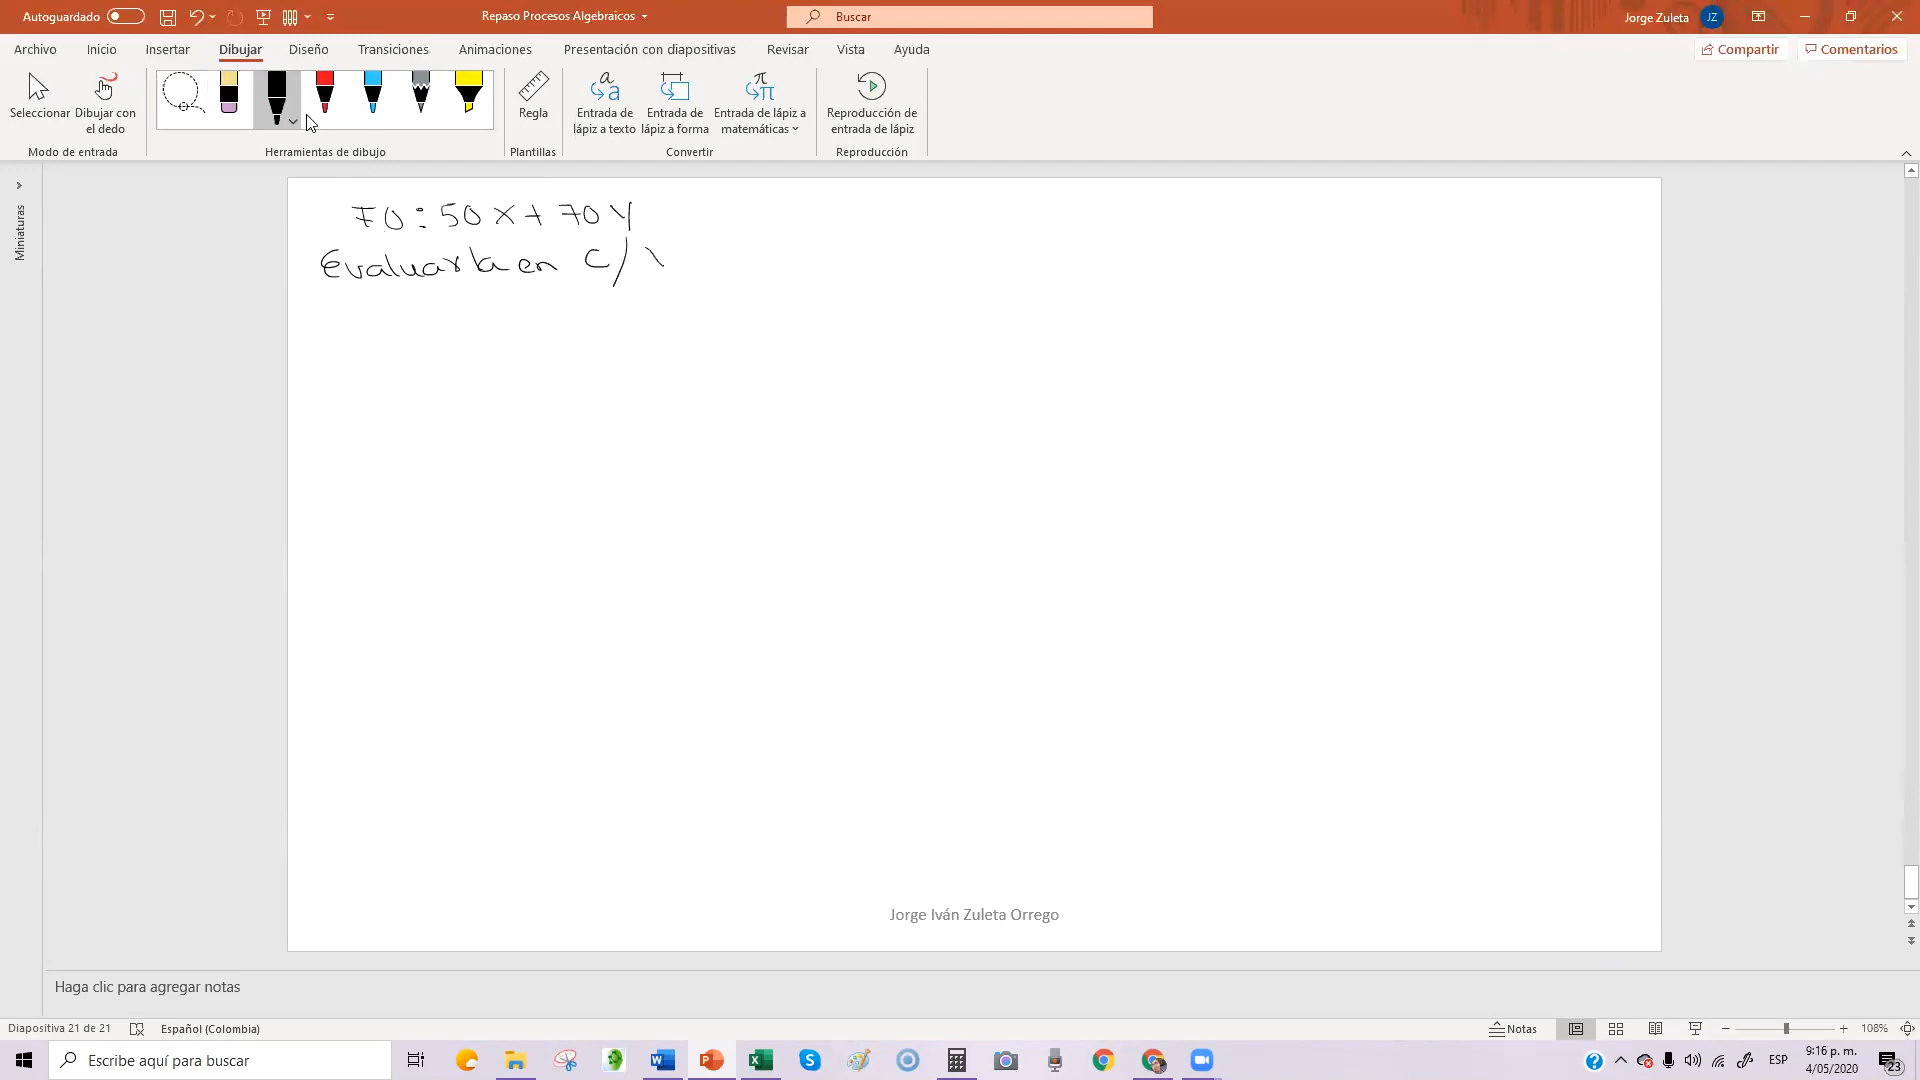 Autoguardado
Repaso Procesos Algebraicos
Buscar
Jorge Zuleta
JZ
Archivo
Inicio
Insertar
Dibujar
Diseño
Transiciones
Animaciones
Presentación con diapositivas
Revisar
Vista
Ayuda
Compartir
Comentarios
Seleccionar
Dibujar con
el dedo
Regla
Entrada de
lápiz a texto
Entrada de
lápiz a forma
Entrada de lápiz a
matemáticas
Reproducción de
entrada de lápiz
Modo de entrada
Herramientas de dibujo
Plantillas
Convertir
Reproducción
Miniaturas
FO: 50X + 70Y
Evaluarla en C/
Jorge Iván Zuleta Orrego
Haga clic para agregar notas
Diapositiva 21 de 21
Español (Colombia)
Notas
108%
Escribe aquí para buscar
ESP
9:16 p. m.
4/05/2020
23